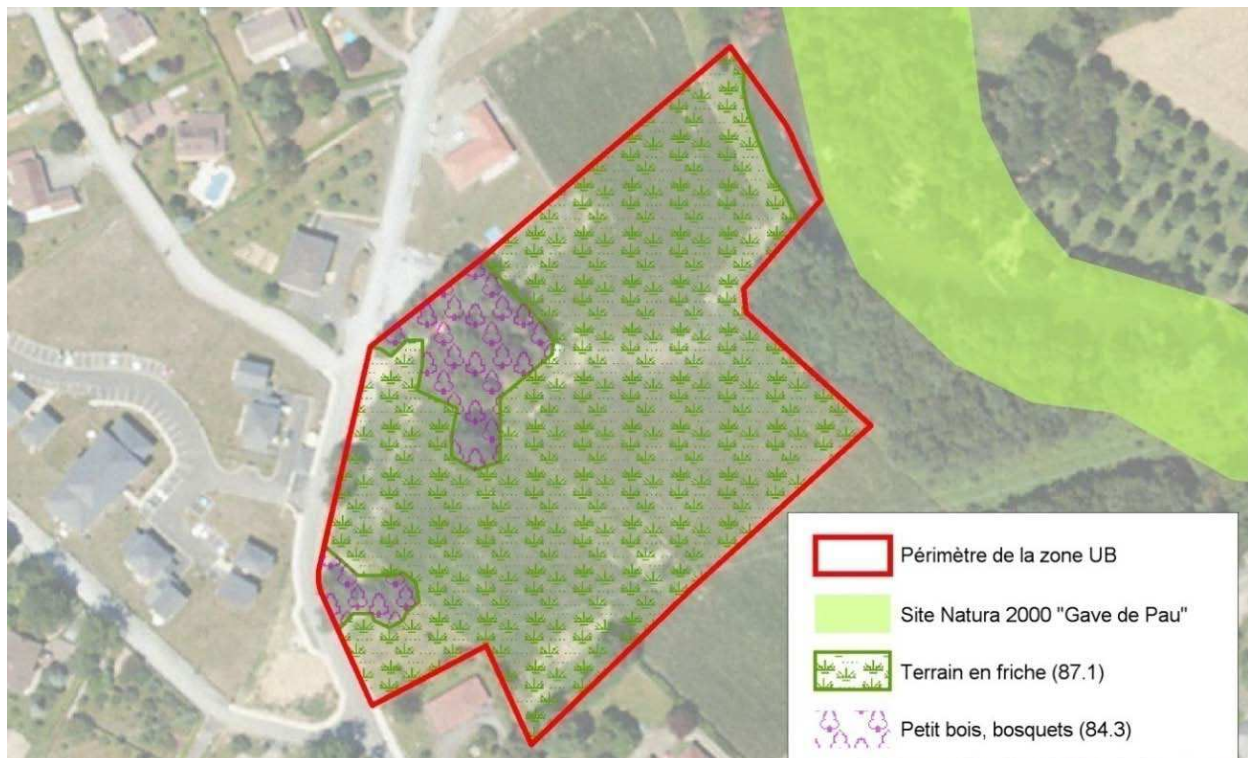 Périmètre de la zone UB
Site Natura 2000 "Gave de Pau"
Terrain en friche (87.1)
Petit bois, bosquets (84.3)